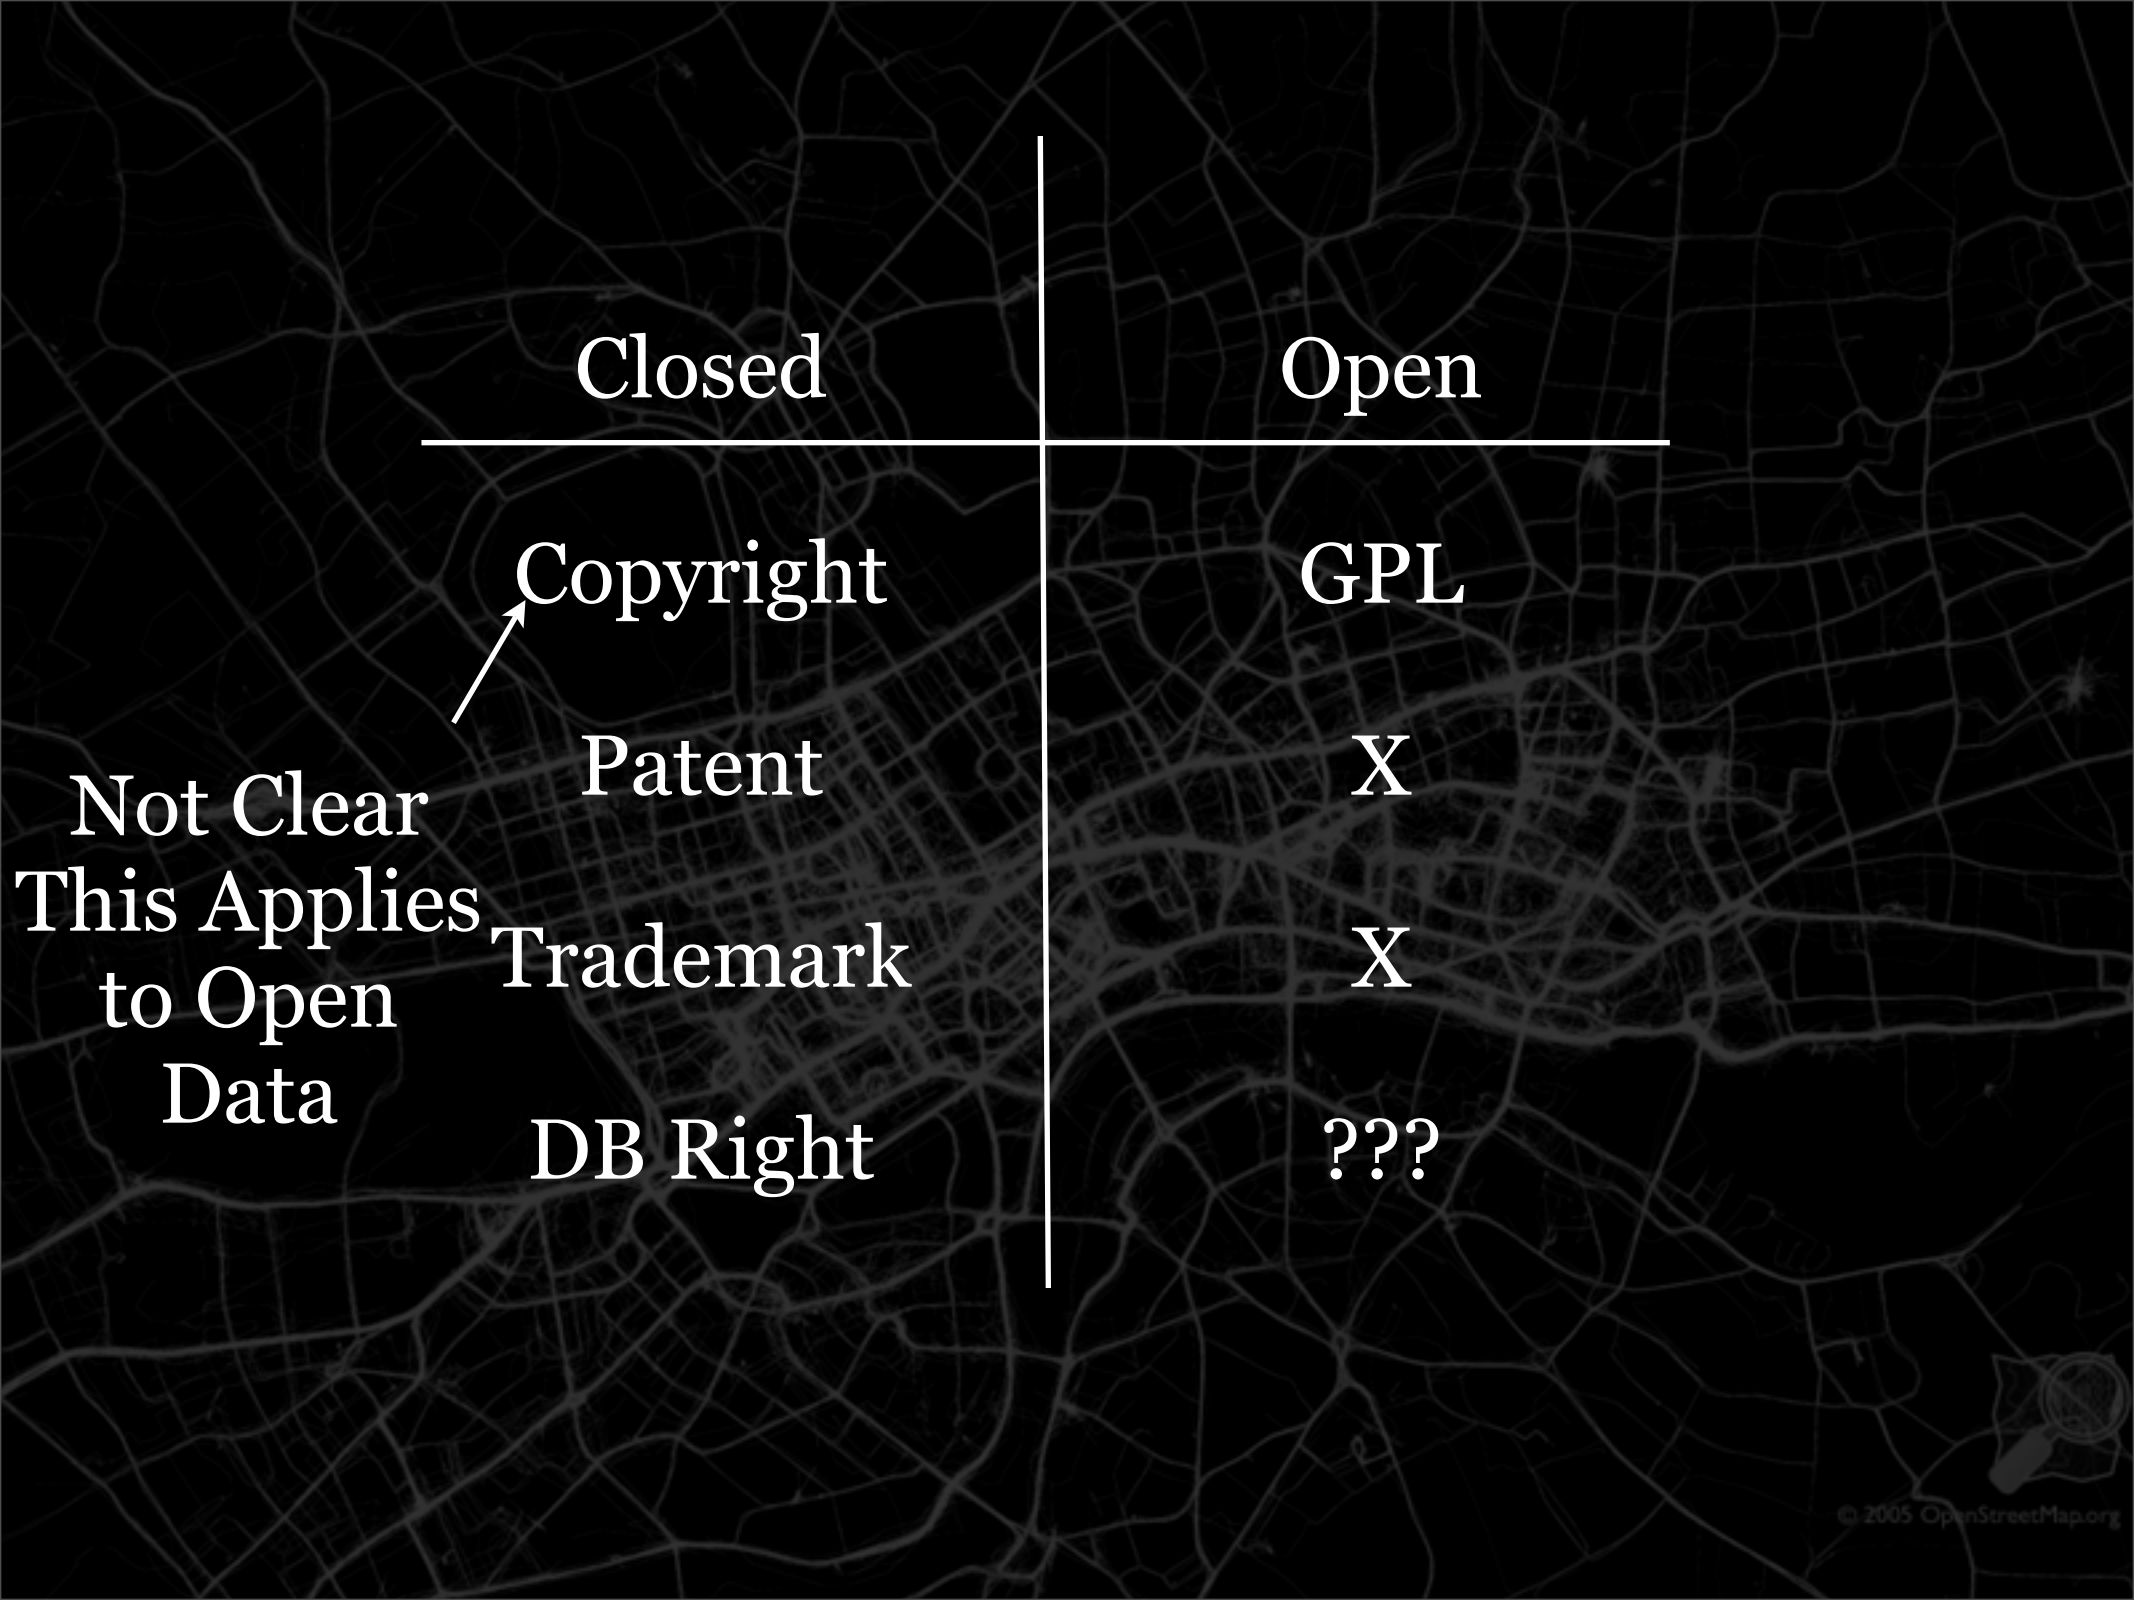 Closed Open
Copyright GPL
Patent X
Not Clear
This Applies
to Open
Data
Trademark X
DB Right ???
© 2005 OpenStreetMap.org